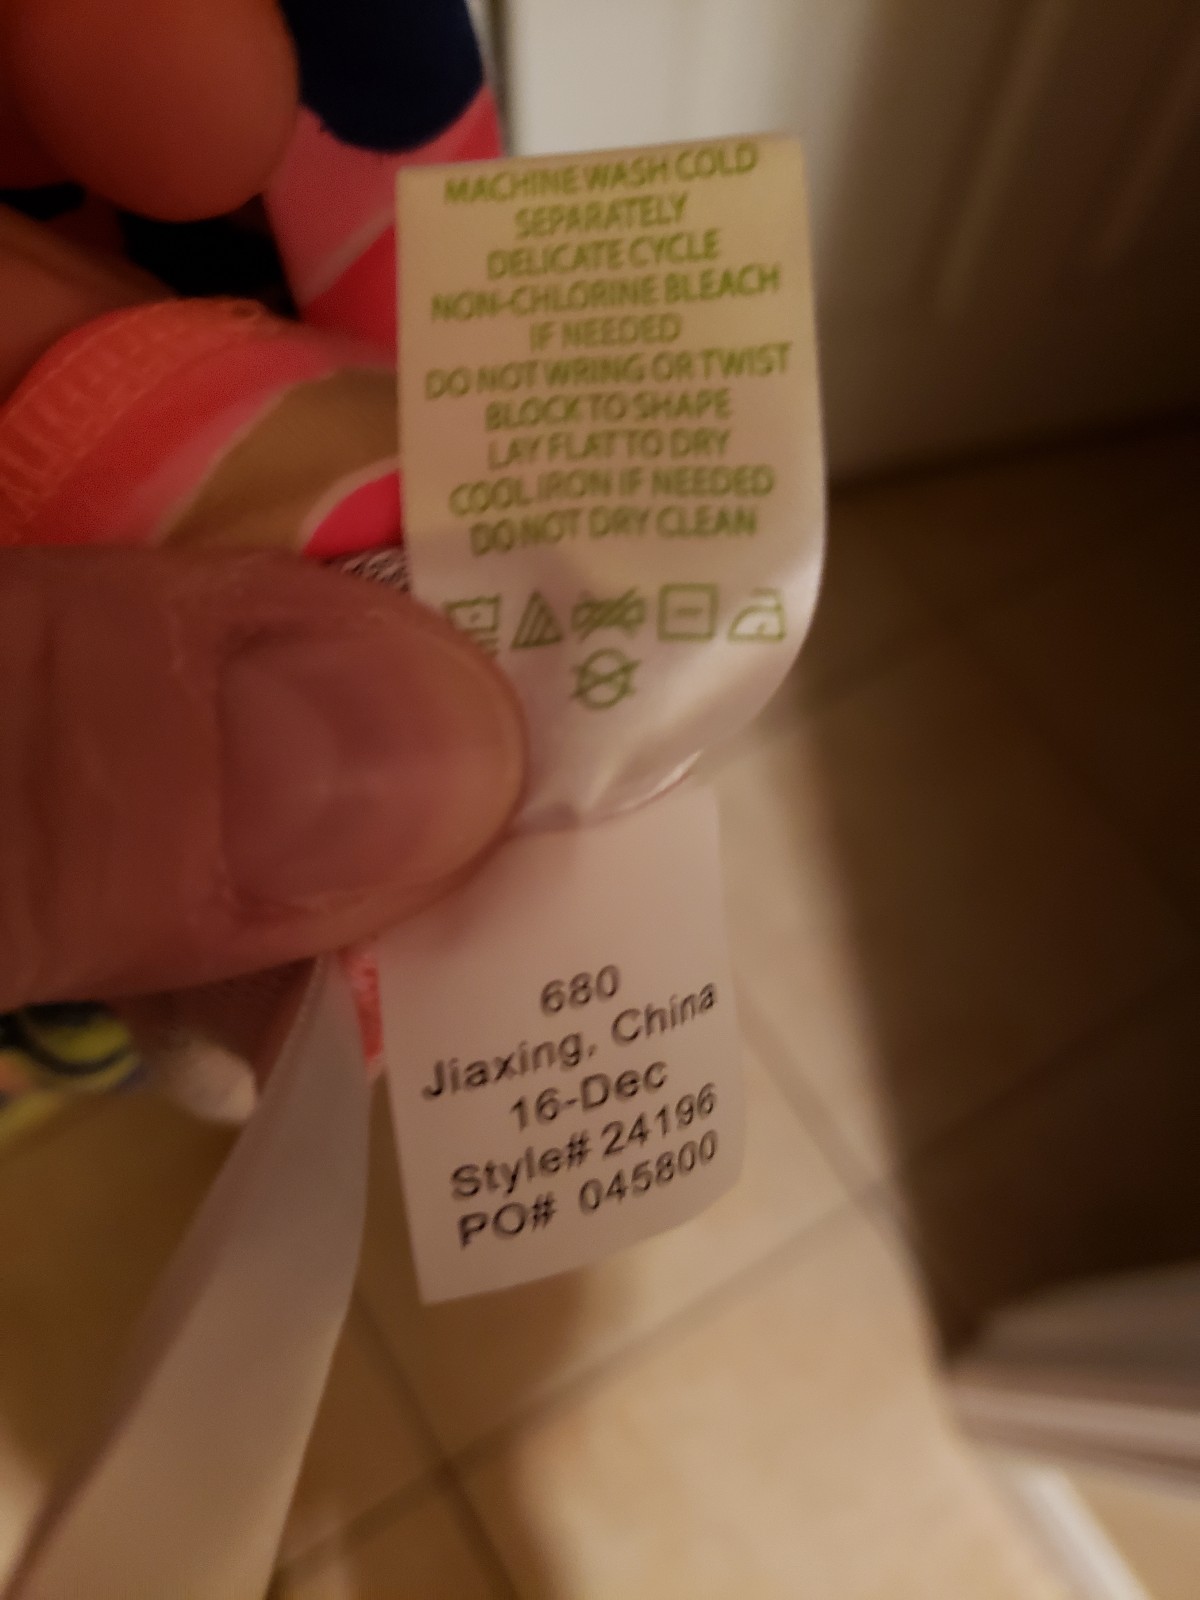 MACHINE WASH COLD
SEPARATELY
DELICATE CYCLE
NON-CHLORINE BLEACH
IF NEEDED
DO NOT WRING OR TWIST
BLOCK TO SHAPE
LAY FLAT TO DRY
COOL IRON IF NEEDED
DO NOT DRY CLEAN
680
Jiaxing, China
16-Dec
Style# 24196
PO# 045800